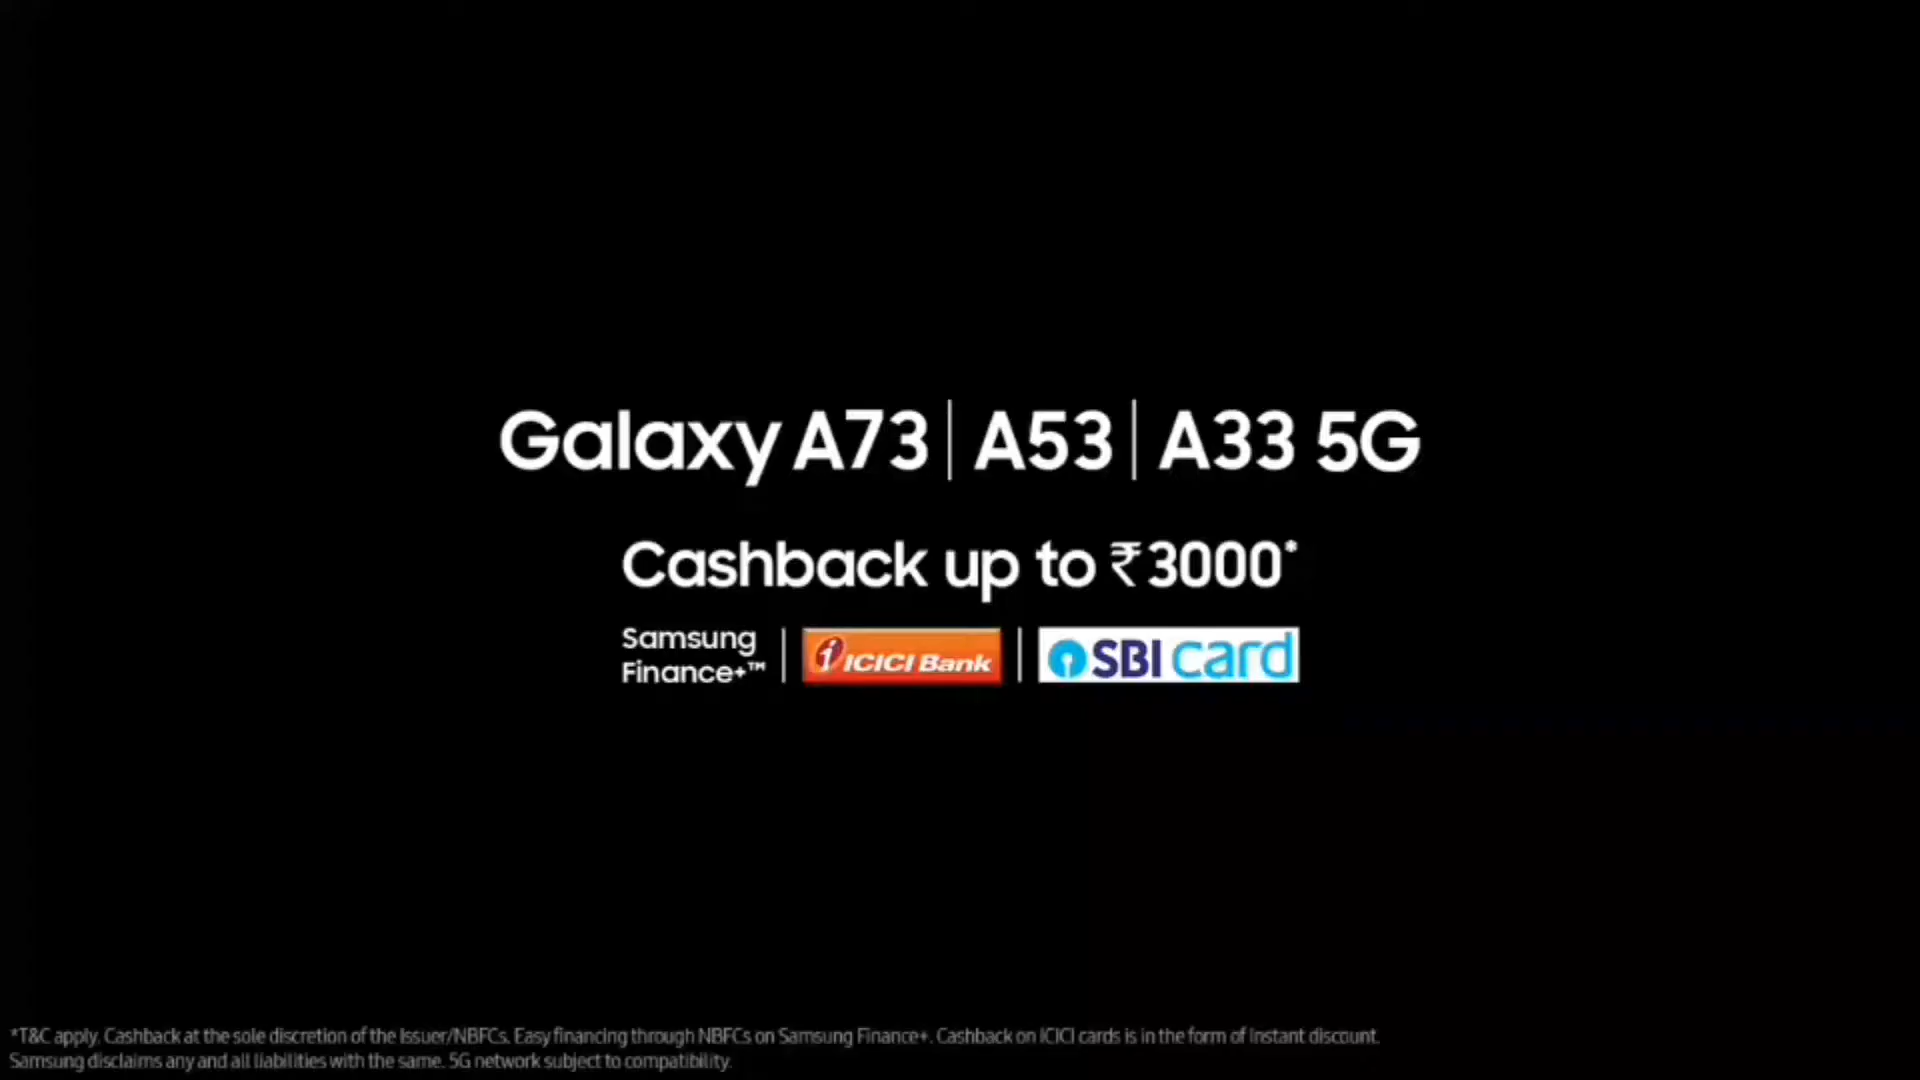 Galaxy A73 | A53 | A33 5G
Cashback up to ₹3000*
Samsung
Finance+™ | ICICI Bank | SBI card
*T&C apply. Cashback at the sole discretion of the Issuer/NBFCs. Easy financing through NBFCs on Samsung Finance+. Cashback on ICICI cards is in the form of Instant discount.
Samsung disclaims any and all liabilities with the same. 5G network subject to compatibility.